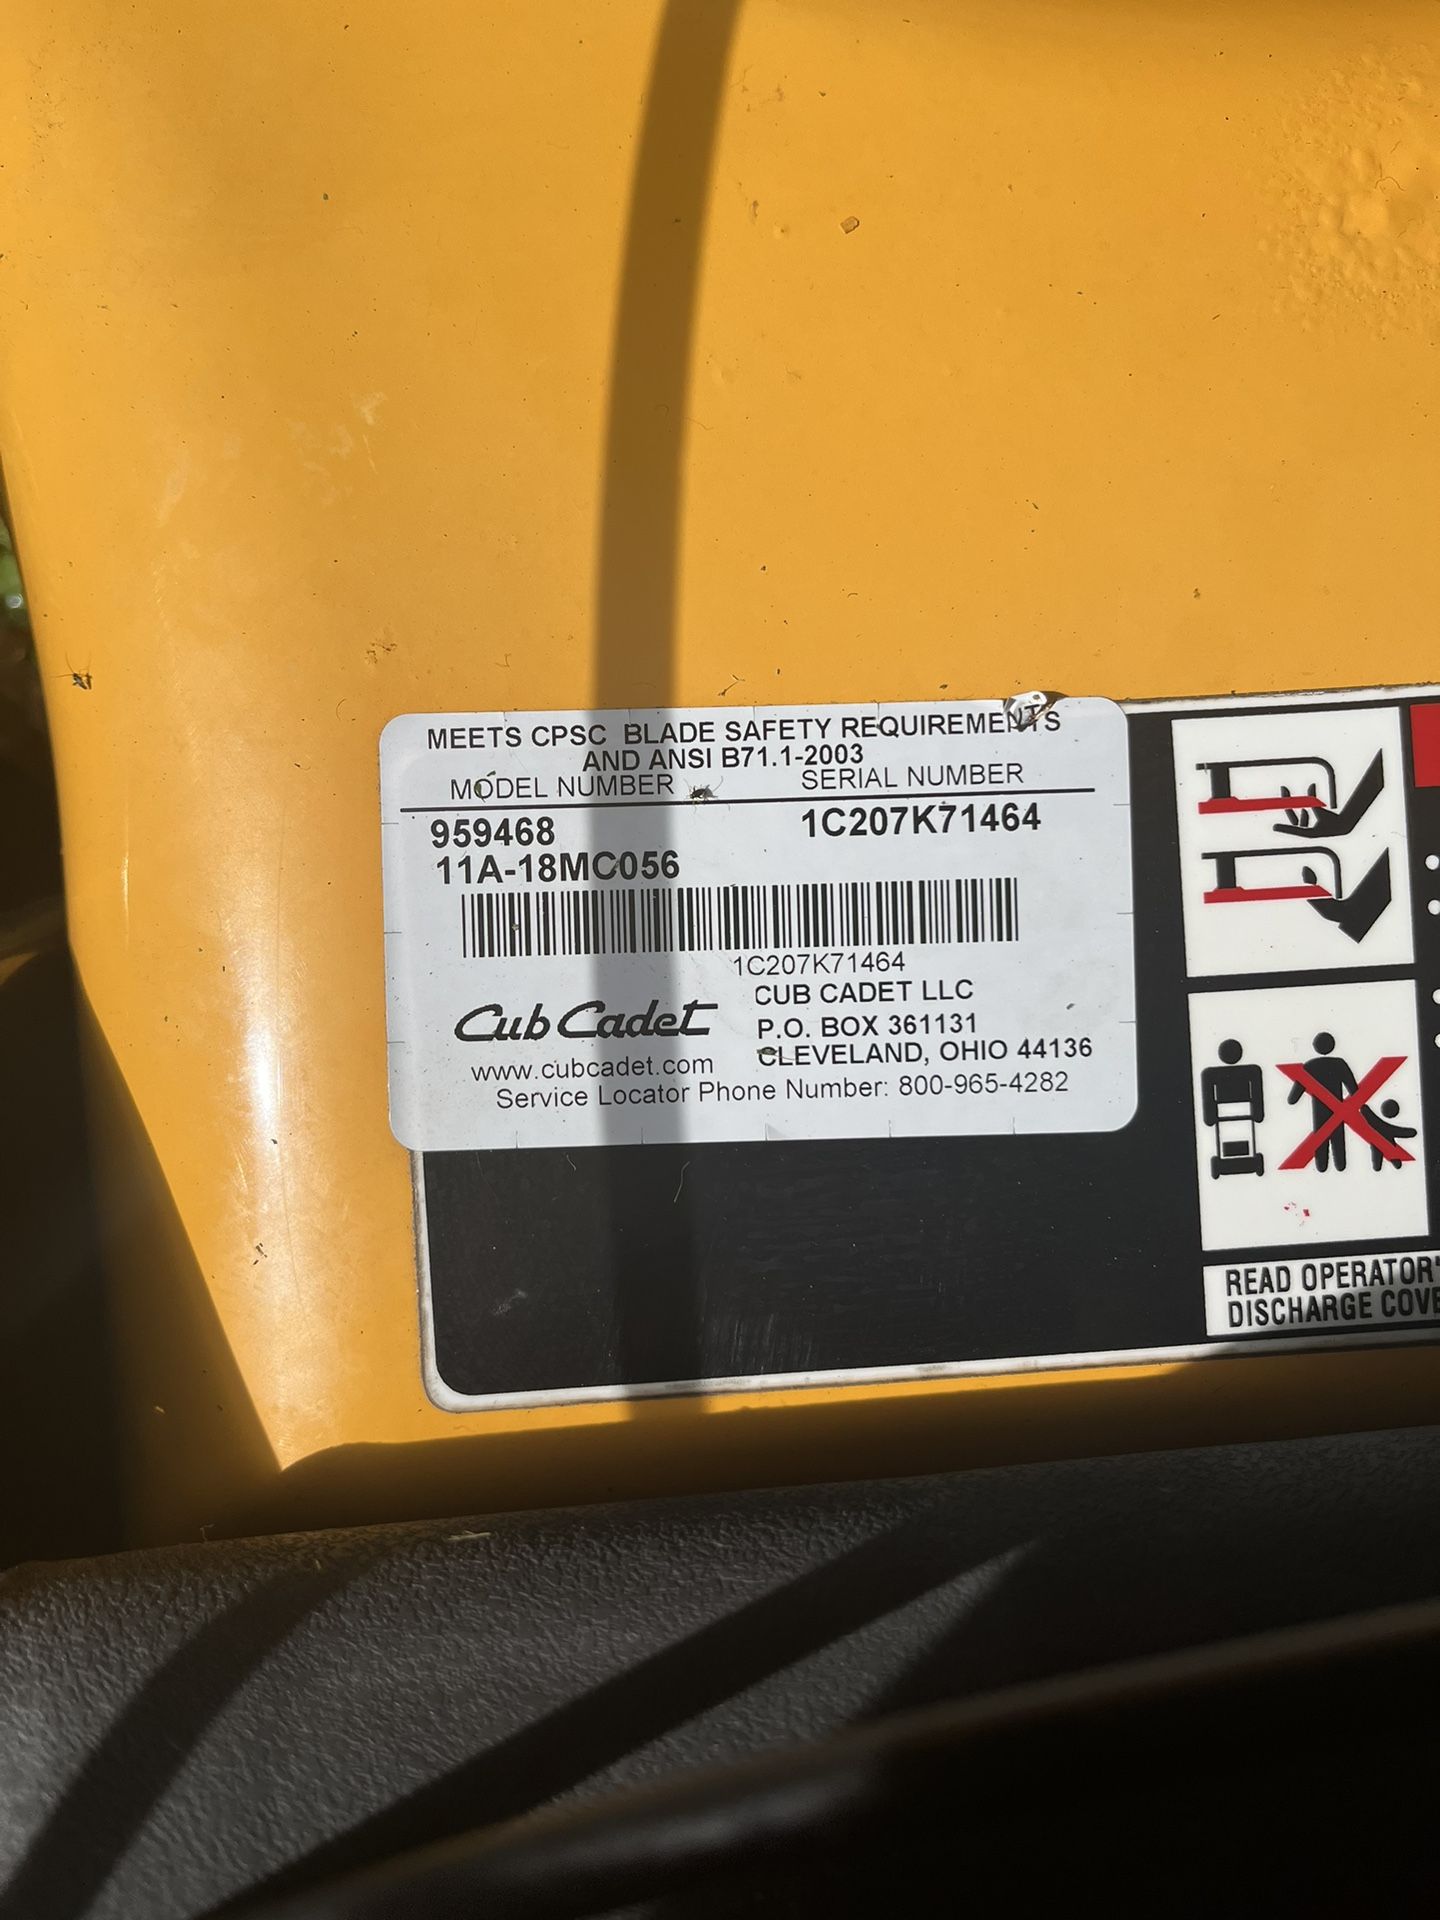 MEETS CPSC BLADE SAFETY REQUIREMENTS
AND ANSI B71.1-2003
MODEL NUMBER SERIAL NUMBER
959468 1C207K71464
11A-18MC056
1C207K71464
Cub Cadet
CUB CADET LLC
P.O. BOX 361131
CLEVELAND, OHIO 44136
www.cubcadet.com
Service Locator Phone Number: 800-965-4282
READ OPERATOR'
DISCHARGE COVE